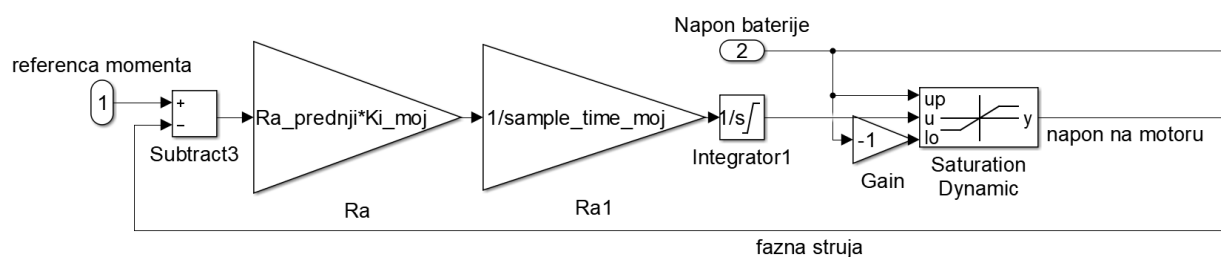 Napon baterije
2
referenca momenta
1
+
−
Subtract3
Ra_prednji*Ki_moj
Ra
1/sample_time_moj
Ra1
1/s
Integrator1
-1
Gain
up
u
lo
y
Saturation
Dynamic
napon na motoru
fazna struja